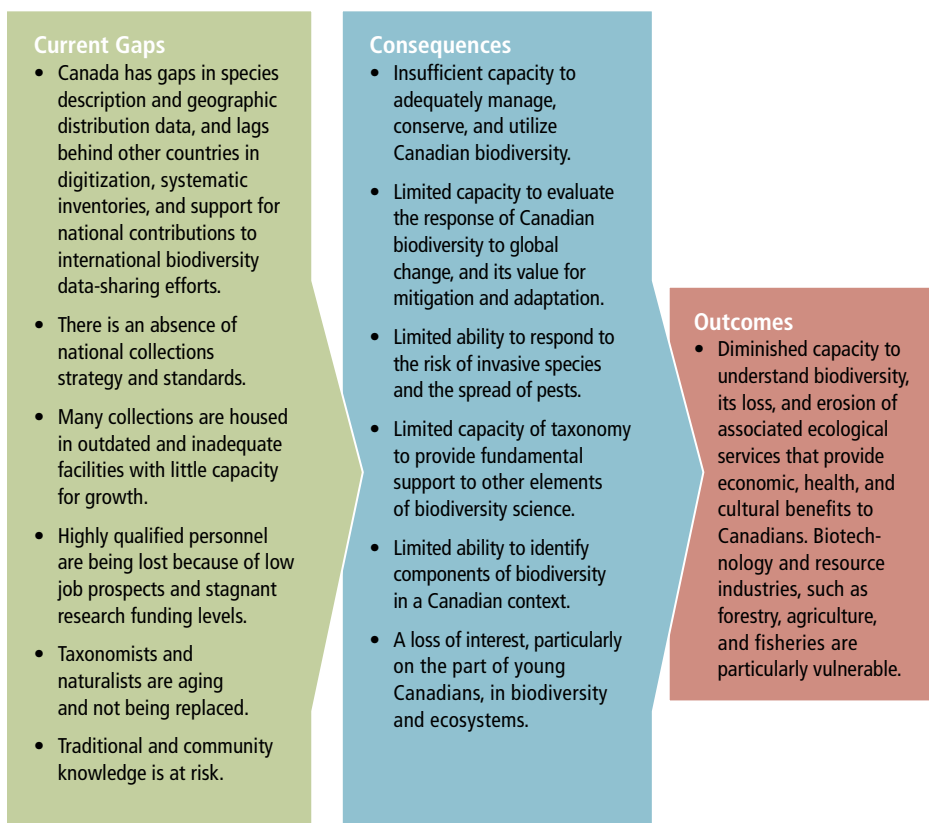 Current Gaps
• Canada has gaps in species
description and geographic
distribution data, and lags
behind other countries in
digitization, systematic
inventories, and support for
national contributions to
international biodiversity
data-sharing efforts.
• There is an absence of
national collections
strategy and standards.
• Many collections are housed
in outdated and inadequate
facilities with little capacity
for growth.
• Highly qualified personnel
are being lost because of low
job prospects and stagnant
research funding levels.
• Taxonomists and
naturalists are aging
and not being replaced.
• Traditional and community
knowledge is at risk.
Consequences
• Insufficient capacity to
adequately manage,
conserve, and utilize
Canadian biodiversity.
• Limited capacity to evaluate
the response of Canadian
biodiversity to global
change, and its value for
mitigation and adaptation.
• Limited ability to respond to
the risk of invasive species
and the spread of pests.
• Limited capacity of taxonomy
to provide fundamental
support to other elements
of biodiversity science.
• Limited ability to identify
components of biodiversity
in a Canadian context.
• A loss of interest, particularly
on the part of young
Canadians, in biodiversity
and ecosystems.
Outcomes
• Diminished capacity to
understand biodiversity,
its loss, and erosion of
associated ecological
services that provide
economic, health, and
cultural benefits to
Canadians. Biotech-
nology and resource
industries, such as
forestry, agriculture,
and fisheries are
particularly vulnerable.